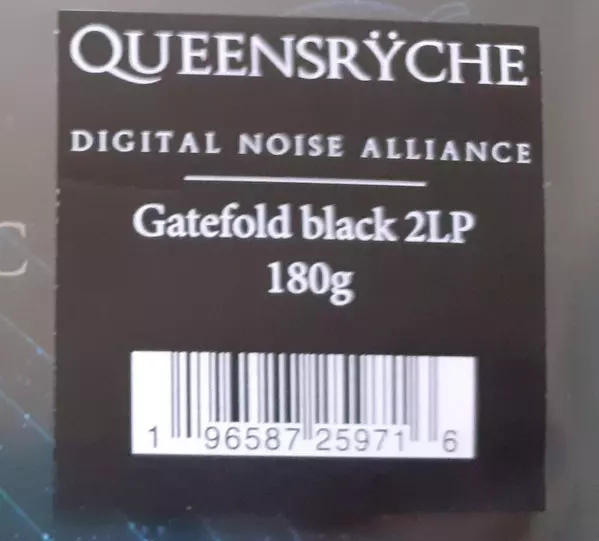 QUEENSRŸCHE
DIGITAL NOISE ALLIANCE
Gatefold black 2LP
180g
C
1 96587 25971 6